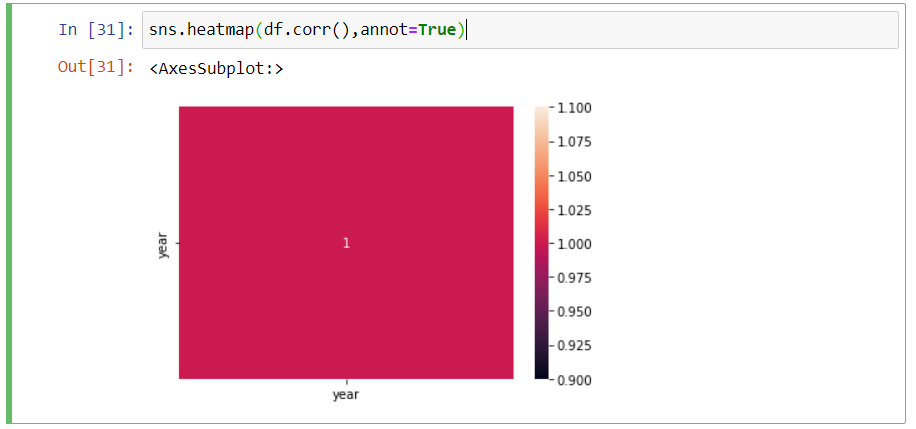 In [31]: sns.heatmap(df.corr(),annot=True)
Out[31]: <AxesSubplot:>
1.100
1.075
1.050
1.025
1.000
0.975
0.950
0.925
0.900
year
1
year